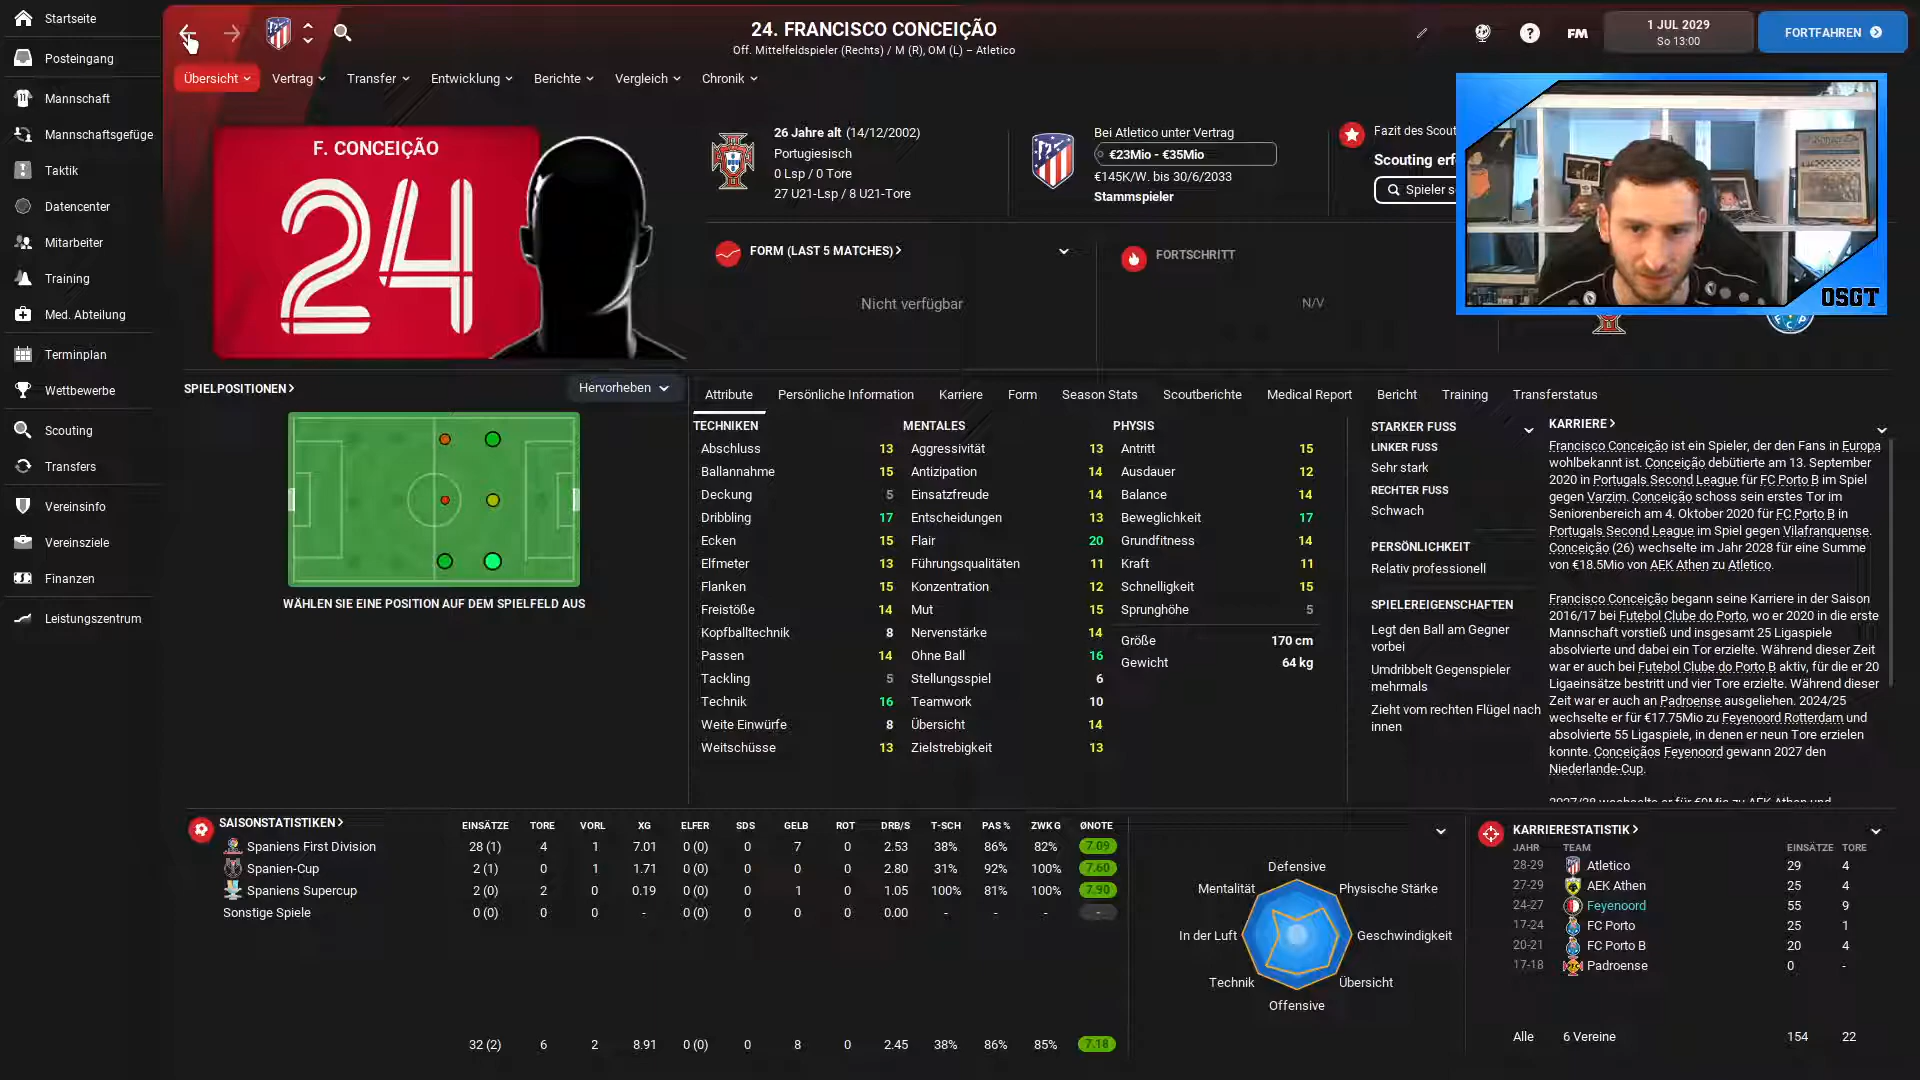 Startseite
Posteingang
Mannschaft
Mannschaftsgefüge
Taktik
Datencenter
Mitarbeiter
Training
Med. Abteilung
Terminplan
Wettbewerbe
Scouting
Transfers
Vereinsinfo
Vereinsziele
Finanzen
Leistungszentrum
24. FRANCISCO CONCEIÇÃO
Off. Mittelfeldspieler (Rechts) / M (R), OM (L) – Atletico
FM
1 JUL 2029
So 13:00
FORTFAHREN
Übersicht Vertrag Transfer Entwicklung Berichte Vergleich Chronik
F. CONCEIÇÃO
24
26 Jahre alt (14/12/2002)
Portugiesisch
0 Lsp / 0 Tore
27 U21-Lsp / 8 U21-Tore
Bei Atletico unter Vertrag
€23Mio - €35Mio
€145K/W. bis 30/6/2033
Stammspieler
Fazit des Scout
Scouting erf
Spieler s
OSGT
FORM (LAST 5 MATCHES)
Nicht verfügbar
FORTSCHRITT
N/V
SPIELPOSITIONEN
Hervorheben
WÄHLEN SIE EINE POSITION AUF DEM SPIELFELD AUS
Attribute Persönliche Information Karriere Form Season Stats Scoutberichte Medical Report Bericht Training Transferstatus
TECHNIKEN
Abschluss 13
Ballannahme 15
Deckung 5
Dribbling 17
Ecken 15
Elfmeter 13
Flanken 15
Freistöße 14
Kopfballtechnik 8
Passen 14
Tackling 5
Technik 16
Weite Einwürfe 8
Weitschüsse 13
MENTALES
Aggressivität 13
Antizipation 14
Einsatzfreude 14
Entscheidungen 13
Flair 20
Führungsqualitäten 11
Konzentration 12
Mut 15
Nervenstärke 14
Ohne Ball 16
Stellungsspiel 6
Teamwork 10
Übersicht 14
Zielstrebigkeit 13
PHYSIS
Antritt 15
Ausdauer 12
Balance 14
Beweglichkeit 17
Grundfitness 14
Kraft 11
Schnelligkeit 15
Sprunghöhe 5
Größe 170 cm
Gewicht 64 kg
STARKER FUSS
LINKER FUSS
Sehr stark
RECHTER FUSS
Schwach
PERSÖNLICHKEIT
Relativ professionell
SPIELEREIGENSCHAFTEN
Legt den Ball am Gegner
vorbei
Umdribbelt Gegenspieler
mehrmals
Zieht vom rechten Flügel nach
innen
KARRIERE
Francisco Conceição ist ein Spieler, der den Fans in Europa
wohlbekannt ist. Conceição debütierte am 13. September
2020 in Portugals Second League für FC Porto B im Spiel
gegen Varzim. Conceição schoss sein erstes Tor im
Seniorenbereich am 4. Oktober 2020 für FC Porto B in
Portugals Second League im Spiel gegen Vilafranquense.
Conceição (26) wechselte im Jahr 2028 für eine Summe
von €18.5Mio von AEK Athen zu Atletico.
Francisco Conceição begann seine Karriere in der Saison
2016/17 bei Futebol Clube do Porto, wo er 2020 in die erste
Mannschaft vorstieß und insgesamt 25 Ligaspiele
absolvierte und dabei ein Tor erzielte. Während dieser Zeit
war er auch bei Futebol Clube do Porto B aktiv, für die er 20
Ligaeinsätze bestritt und vier Tore erzielte. Während dieser
Zeit war er auch an Padroense ausgeliehen. 2024/25
wechselte er für €17.75Mio zu Feyenoord Rotterdam und
absolvierte 55 Ligaspiele, in denen er neun Tore erzielen
konnte. Conceiçãos Feyenoord gewann 2027 den
Niederlande-Cup.
2027/28 wechselte er für €9Mio zu AEK Athen und
SAISONSTATISTIKEN EINSÄTZE TORE VORL XG ELFER SDS GELB ROT DRB/S T-SCH PAS % ZWK G ØNOTE
Spaniens First Division 28 (1) 4 1 7.01 0 (0) 0 7 0 2.53 38% 86% 82% 7.09
Spanien-Cup 2 (1) 0 1 1.71 0 (0) 0 0 0 2.80 31% 92% 100% 7.60
Spaniens Supercup 2 (0) 2 0 0.19 0 (0) 0 1 0 1.05 100% 81% 100% 7.90
Sonstige Spiele 0 (0) 0 0 - 0 (0) 0 0 0 0.00 - - - -
32 (2) 6 2 8.91 0 (0) 0 8 0 2.45 38% 86% 85% 7.18
Defensive
Mentalität Physische Stärke
In der Luft Geschwindigkeit
Technik Übersicht
Offensive
KARRIERESTATISTIK
JAHR TEAM EINSÄTZE TORE
28-29 Atletico 29 4
27-29 AEK Athen 25 4
24-27 Feyenoord 55 9
17-24 FC Porto 25 1
20-21 FC Porto B 20 4
17-18 Padroense 0 -
Alle 6 Vereine 154 22